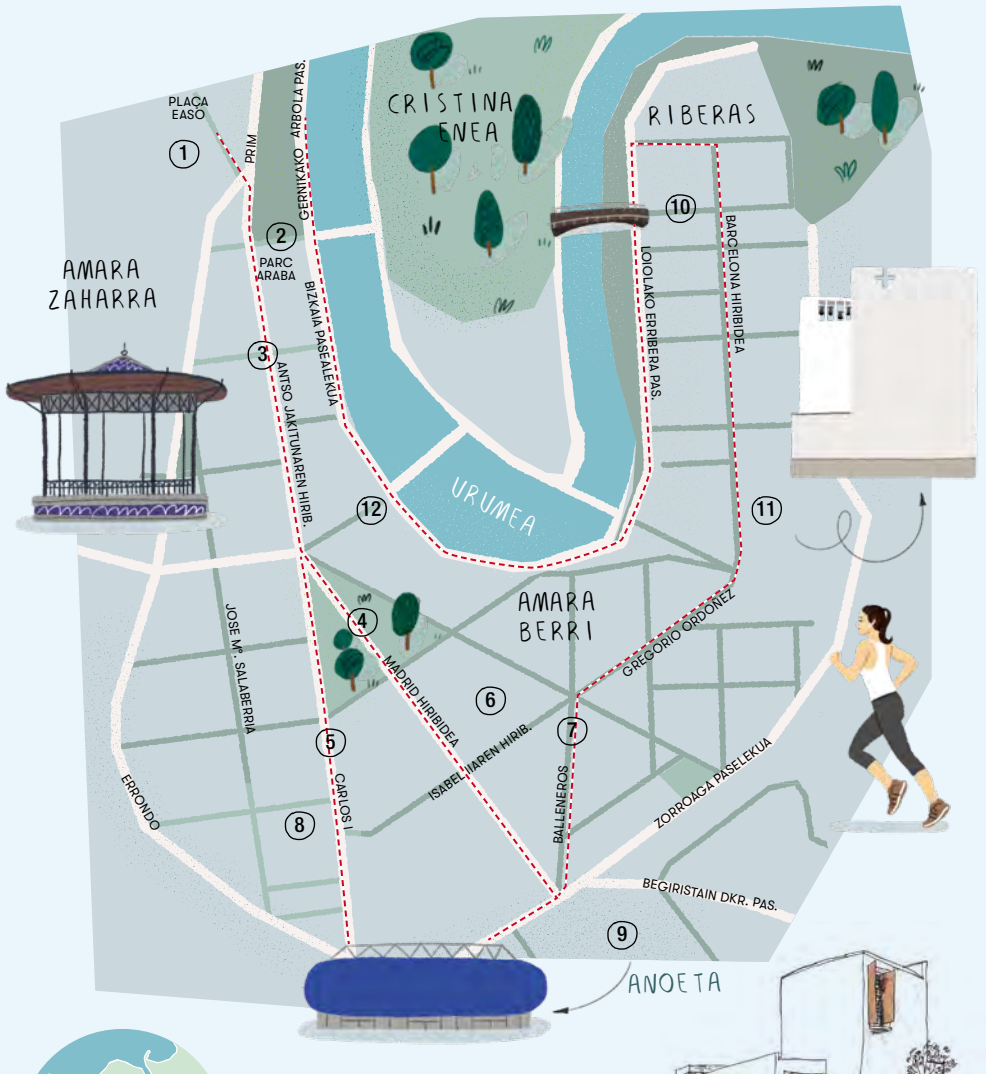 PLAÇA
EASO
1
PRIM
GERNIKAKO ARBOLA PAS.
CRISTINA
ENEA
RIBERAS
2
PARC
ARABA
10
AMARA
ZAHARRA
BIZKAIA PASEALEKUA
LOIOLAKO ERRIBERA PAS.
BARCELONA HIRIBIDEA
3
ANTSO JAKITUNAREN HIRIB.
12
URUMEA
11
AMARA
BERRI
4
JOSE Mª. SALABERRIA
MADRID HIRIBIDEA
GREGORIO ORDOÑEZ
6
5
7
ISABEL II AREN HIRIB.
CARLOS I
8
ERRONDO
BALLENEROS
ZORROAGA PASELEKUA
BEGIRISTAIN DKR. PAS.
9
ANOETA